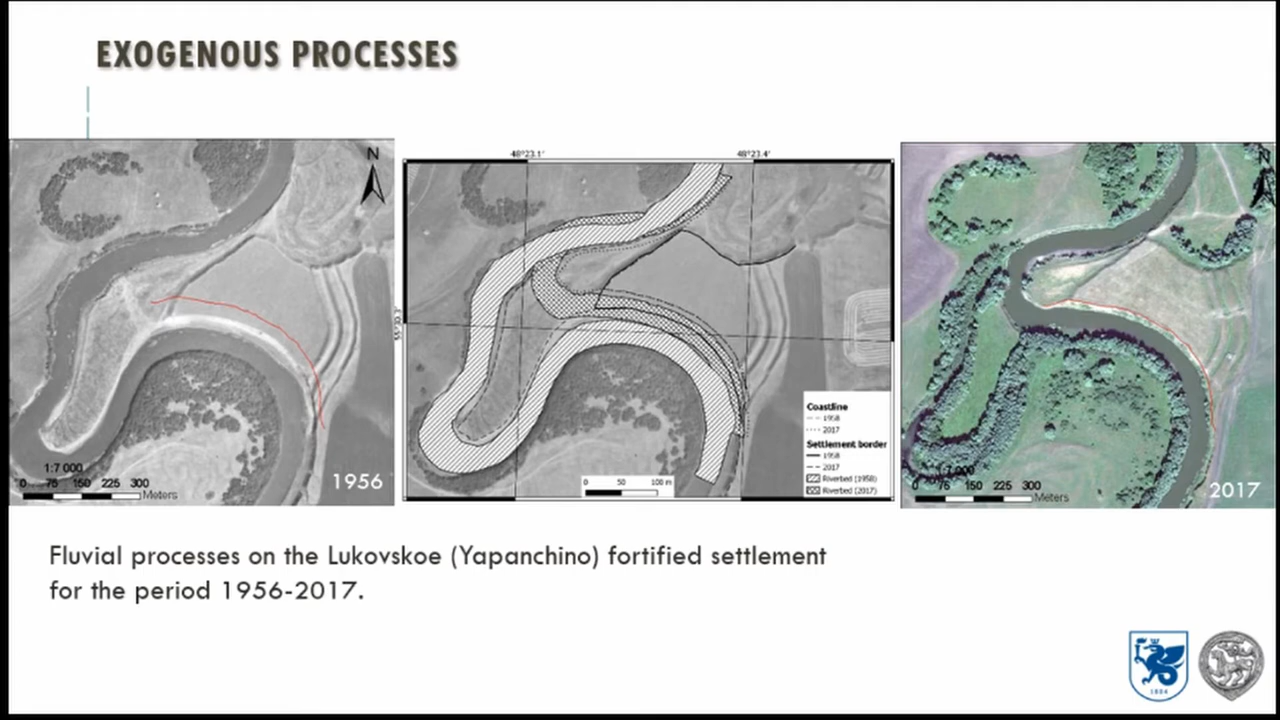 EXOGENOUS PROCESSES
N
1:7 000
0 75 150 225 300
Meters
1956
48°23.1'
48°23.4'
Coastline
1958
2017
Settlement border
1958
2017
Riverbed (1958)
Riverbed (2017)
0 50 100 m
N
1:7 000
0 75 150 225 300
Meters
2017
Fluvial processes on the Lukovskoe (Yapanchino) fortified settlement
for the period 1956-2017.
1804